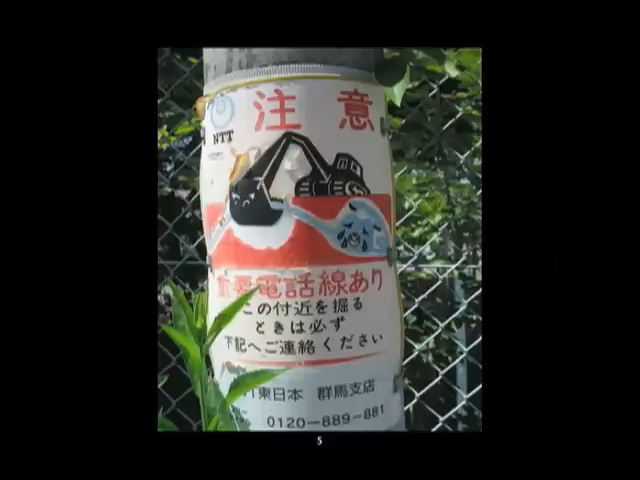 注意
NTT
重要電話線あり
この付近を掘る
ときは必ず
下記へご連絡ください
東日本 群馬支店
0120-889-881
5